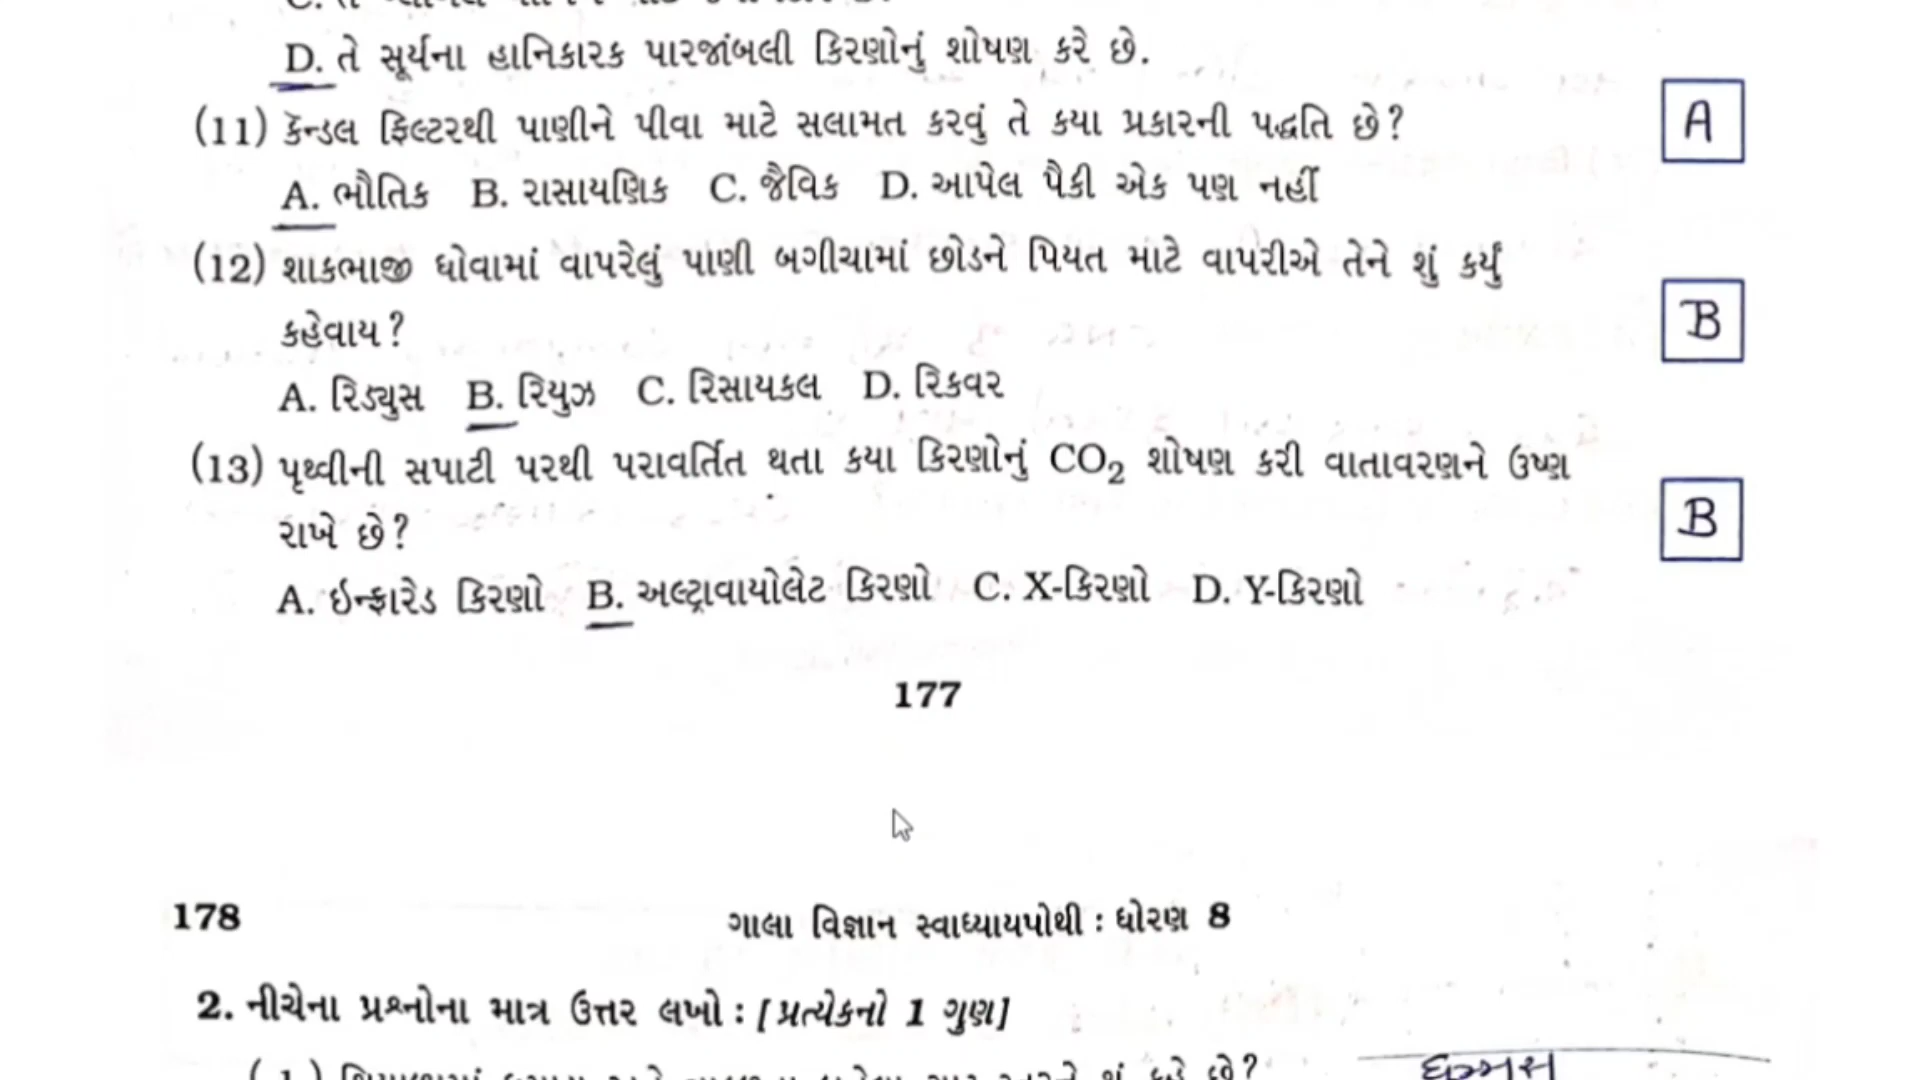 D. તે સૂર્યના હાનિકારક પારજાંબલી કિરણોનું શોષણ કરે છે.
(11) કૅન્ડલ ફિલ્ટરથી પાણીને પીવા માટે સલામત કરવું તે કયા પ્રકારની પદ્ધતિ છે? A
A. ભૌતિક B. રાસાયણિક C. જૈવિક D. આપેલ પૈકી એક પણ નહીં
(12) શાકભાજી ધોવામાં વાપરેલું પાણી બગીચામાં છોડને પિયત માટે વાપરીએ તેને શું કર્યું
કહેવાય? B
A. રિડ્યુસ B. રિયુઝ C. રિસાયકલ D. રિકવર
(13) પૃથ્વીની સપાટી પરથી પરાવર્તિત થતા કયા કિરણોનું CO₂ શોષણ કરી વાતાવરણને ઉષ્ણ
રાખે છે? B
A. ઇન્ફ્રારેડ કિરણો B. અલ્ટ્રાવાયોલેટ કિરણો C. X-કિરણો D. Y-કિરણો
177
178 ગાલા વિજ્ઞાન સ્વાધ્યાયપોથી : ધોરણ 8
2. નીચેના પ્રશ્નોના માત્ર ઉત્તર લખો : [પ્રત્યેકનો 1 ગુણ]